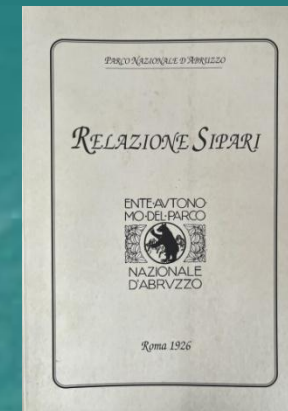 PARCO NAZIONALE D'ABRUZZO
RELAZIONE SIPARI
ENTE·AVTONO
MO·DEL·PARCO
NAZIONALE
D'ABRVZZO
Roma 1926